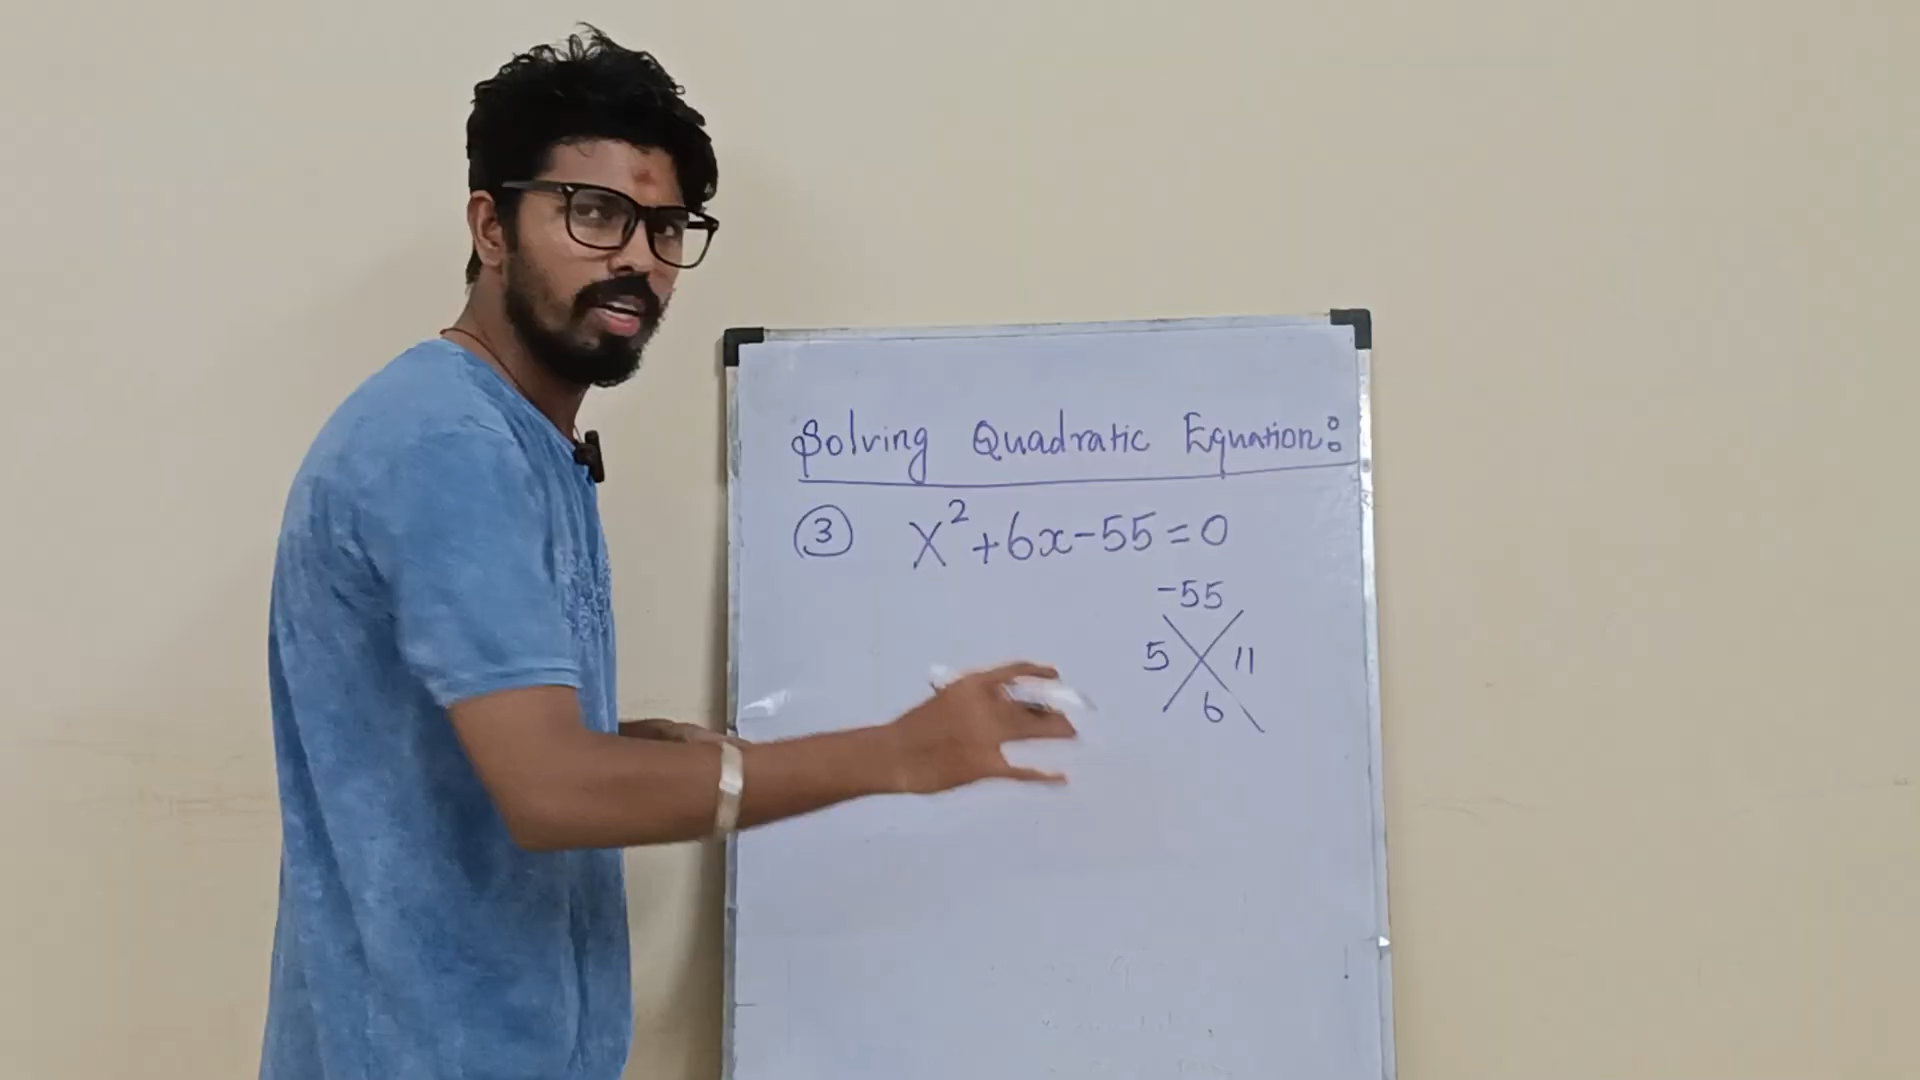 Solving Quadratic Equation:
③ x²+6x-55=0
-55
5 11
6